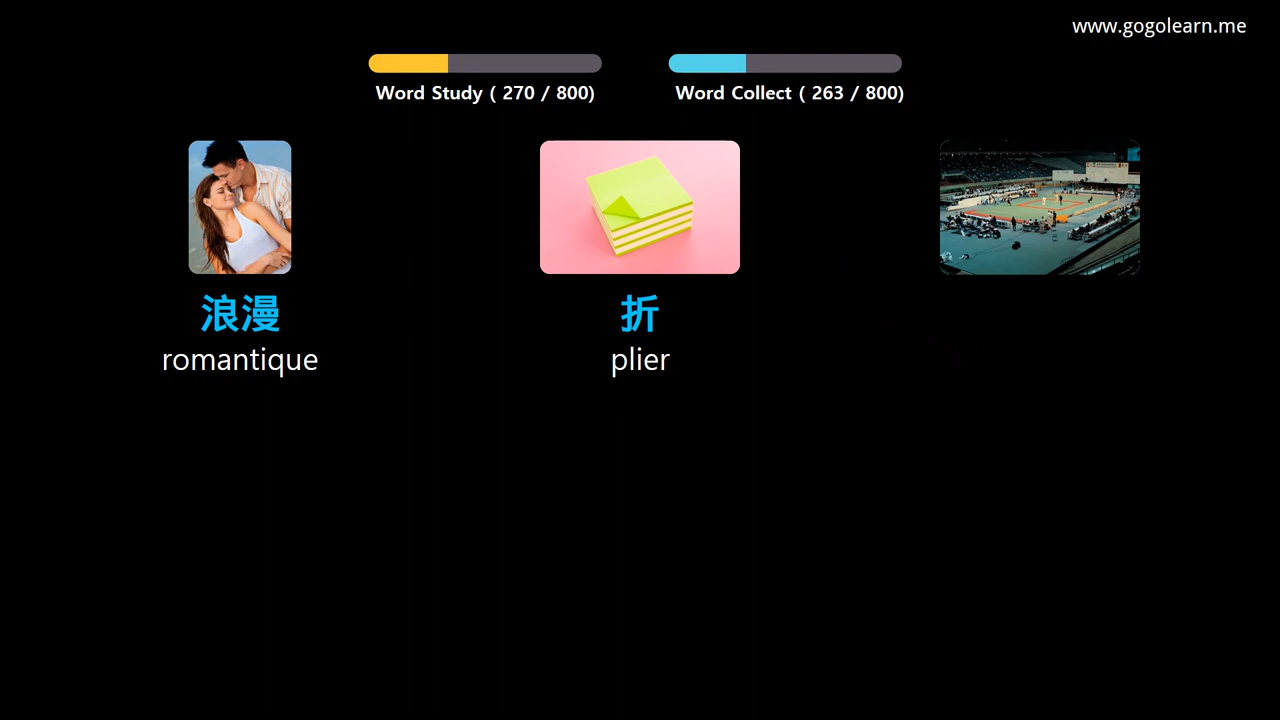 www.gogolearn.me
Word Study ( 270 / 800)
Word Collect ( 263 / 800)
浪漫
romantique
折
plier